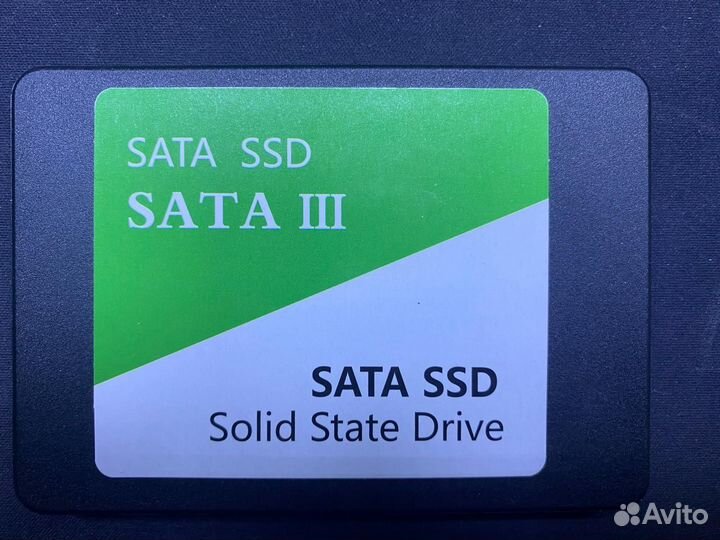 SATA SSD
SATA III
SATA SSD
Solid State Drive
Avito